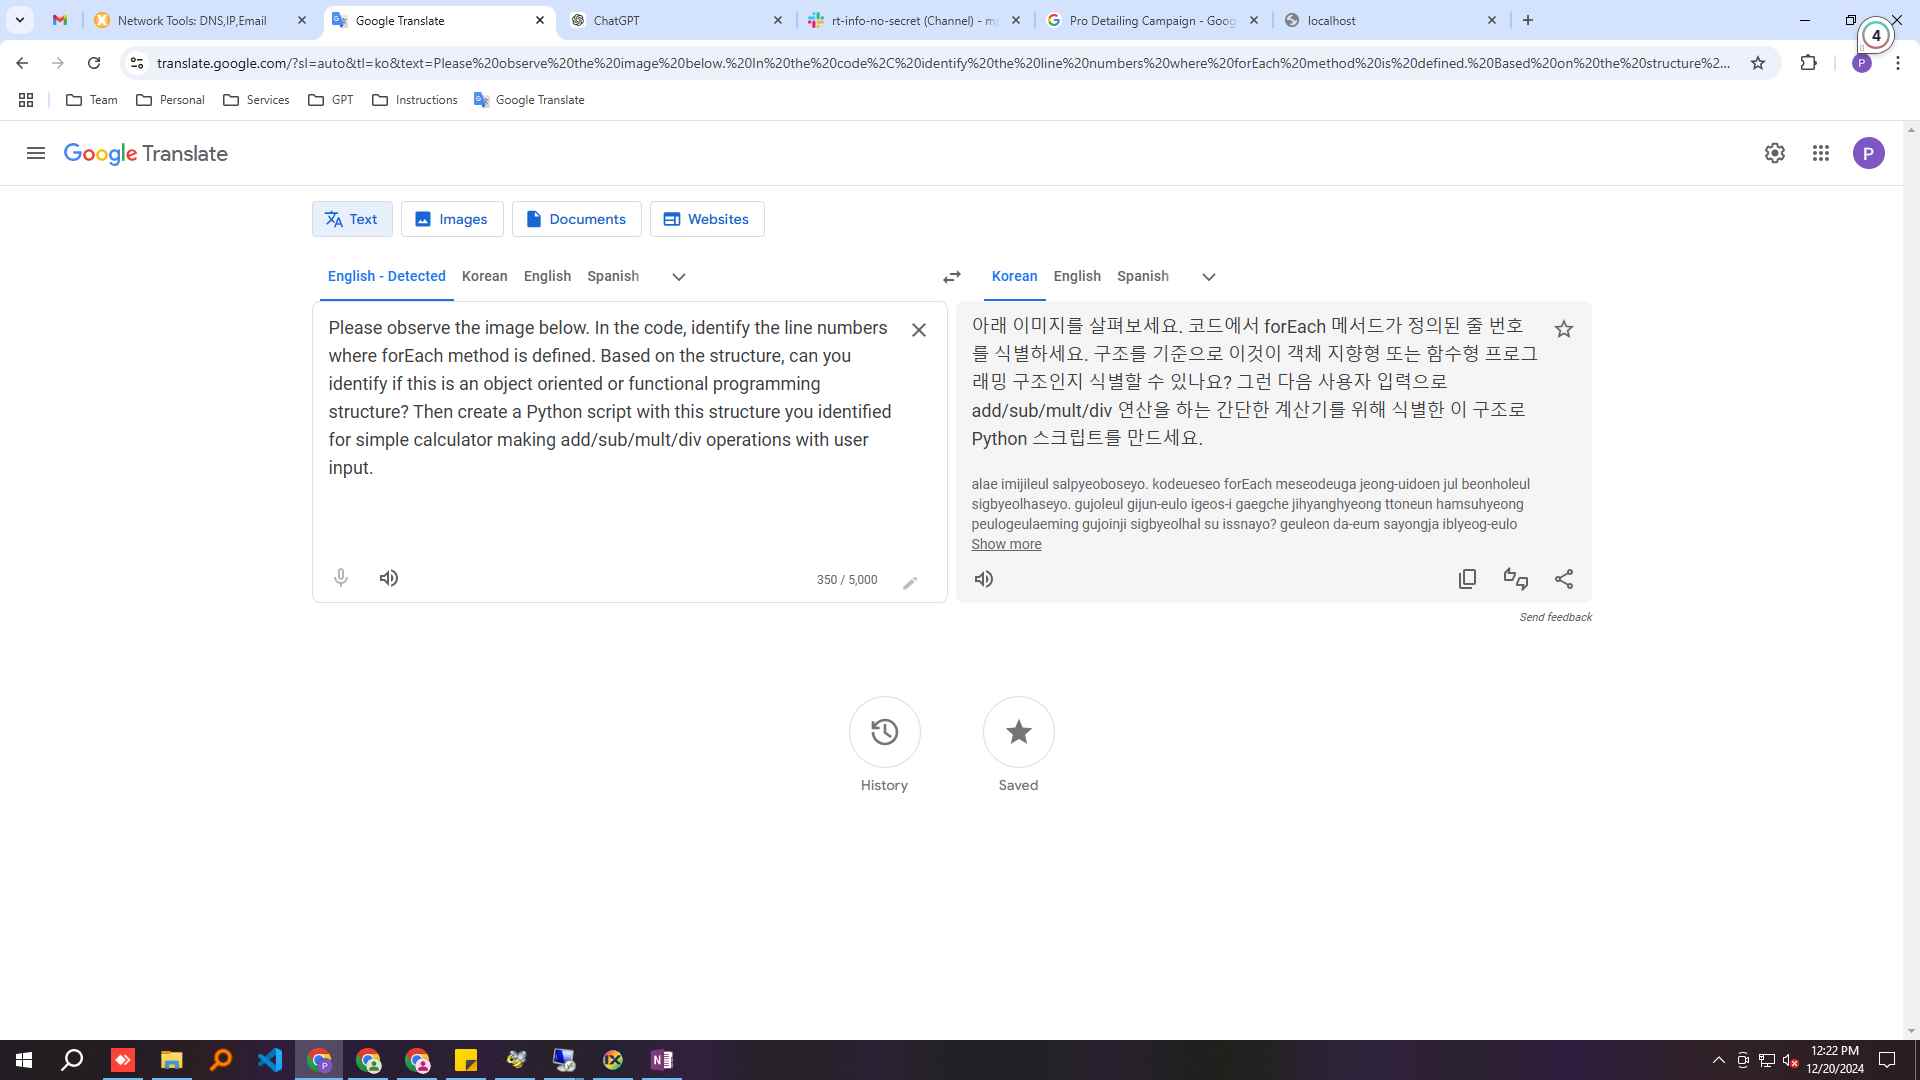 Network Tools: DNS,IP,Email
Google Translate
ChatGPT
rt-info-no-secret (Channel) - m
Pro Detailing Campaign - Goog
localhost
4
translate.google.com/?sl=auto&tl=ko&text=Please%20observe%20the%20image%20below.%20In%20the%20code%2C%20identify%20the%20line%20numbers%20where%20forEach%20method%20is%20defined.%20Based%20on%20the%20structure%2...
P
Team
Personal
Services
GPT
Instructions
Google Translate
Google Translate
P
Text
Images
Documents
Websites
English - Detected
Korean
English
Spanish
Korean
English
Spanish
Please observe the image below. In the code, identify the line numbers
where forEach method is defined. Based on the structure, can you
identify if this is an object oriented or functional programming
structure? Then create a Python script with this structure you identified
for simple calculator making add/sub/mult/div operations with user
input.
350 / 5,000
아래 이미지를 살펴보세요. 코드에서 forEach 메서드가 정의된 줄 번호
를 식별하세요. 구조를 기준으로 이것이 객체 지향형 또는 함수형 프로그
래밍 구조인지 식별할 수 있나요? 그런 다음 사용자 입력으로
add/sub/mult/div 연산을 하는 간단한 계산기를 위해 식별한 이 구조로
Python 스크립트를 만드세요.
alae imijileul salpyeoboseyo. kodeueseo forEach meseodeuga jeong-uidoen jul beonholeul
sigbyeolhaseyo. gujoleul gijun-eulo igeos-i gaegche jihyanghyeong ttoneun hamsuhyeong
peulogeulaeming gujoinji sigbyeolhal su issnayo? geuleon da-eum sayongja iblyeog-eulo
Show more
Send feedback
History
Saved
12:22 PM
12/20/2024